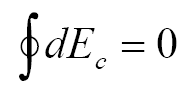 ∮dE_c = 0